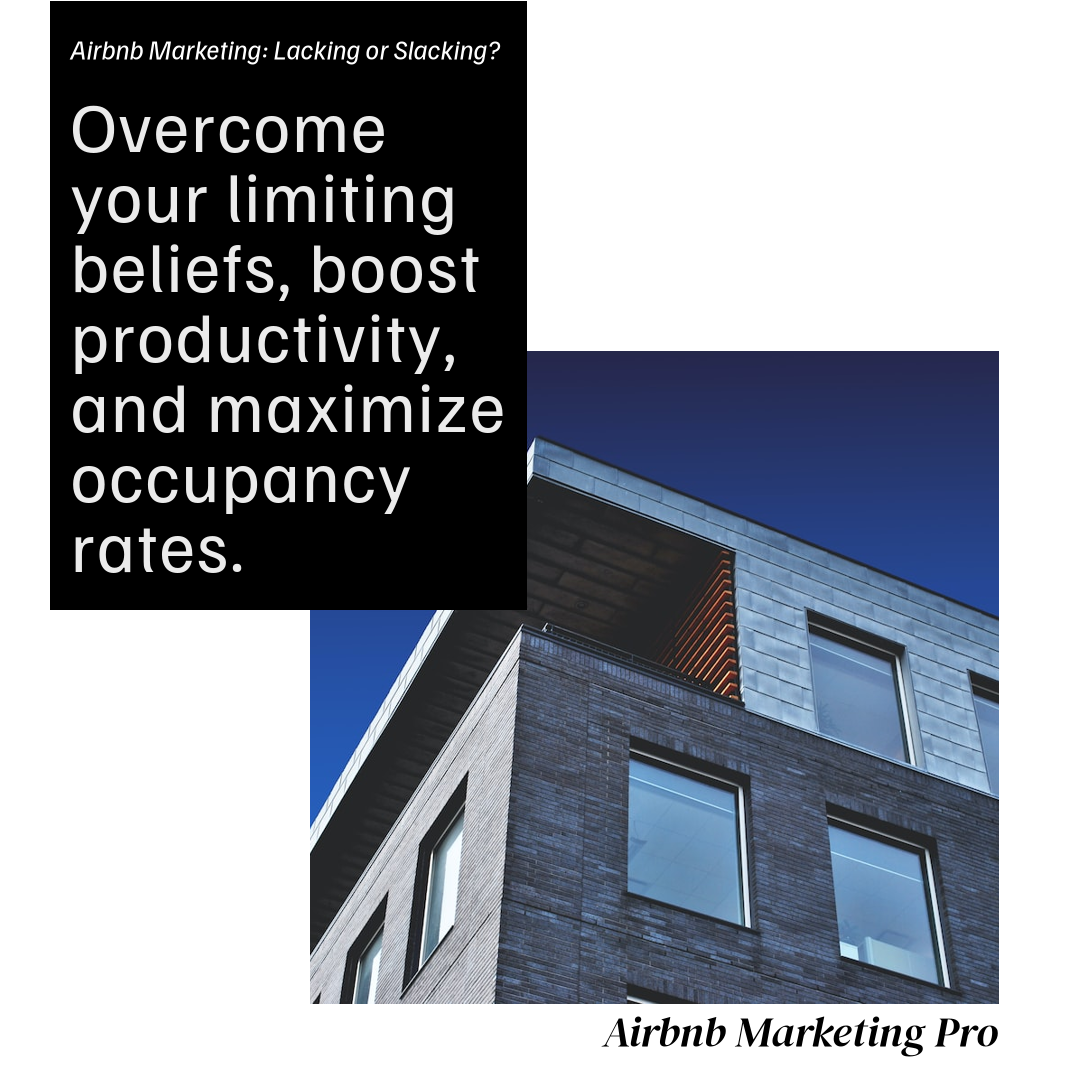 Airbnb Marketing: Lacking or Slacking?
Overcome
your limiting
beliefs, boost
productivity,
and maximize
occupancy
rates.
Airbnb Marketing Pro